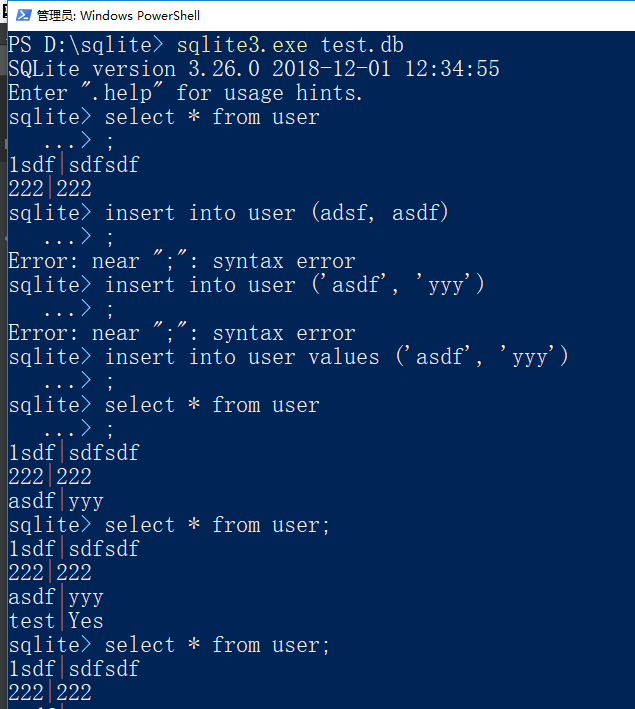 管理员: Windows PowerShell
PS D:\sqlite> sqlite3.exe test.db
SQLite version 3.26.0 2018-12-01 12:34:55
Enter ".help" for usage hints.
sqlite> select * from user
   ...> ;
1sdf|sdfsdf
222|222
sqlite> insert into user (adsf, asdf)
   ...> ;
Error: near ";": syntax error
sqlite> insert into user ('asdf', 'yyy')
   ...> ;
Error: near ";": syntax error
sqlite> insert into user values ('asdf', 'yyy')
   ...> ;
sqlite> select * from user
   ...> ;
1sdf|sdfsdf
222|222
asdf|yyy
sqlite> select * from user;
1sdf|sdfsdf
222|222
asdf|yyy
test|Yes
sqlite> select * from user;
1sdf|sdfsdf
222|222